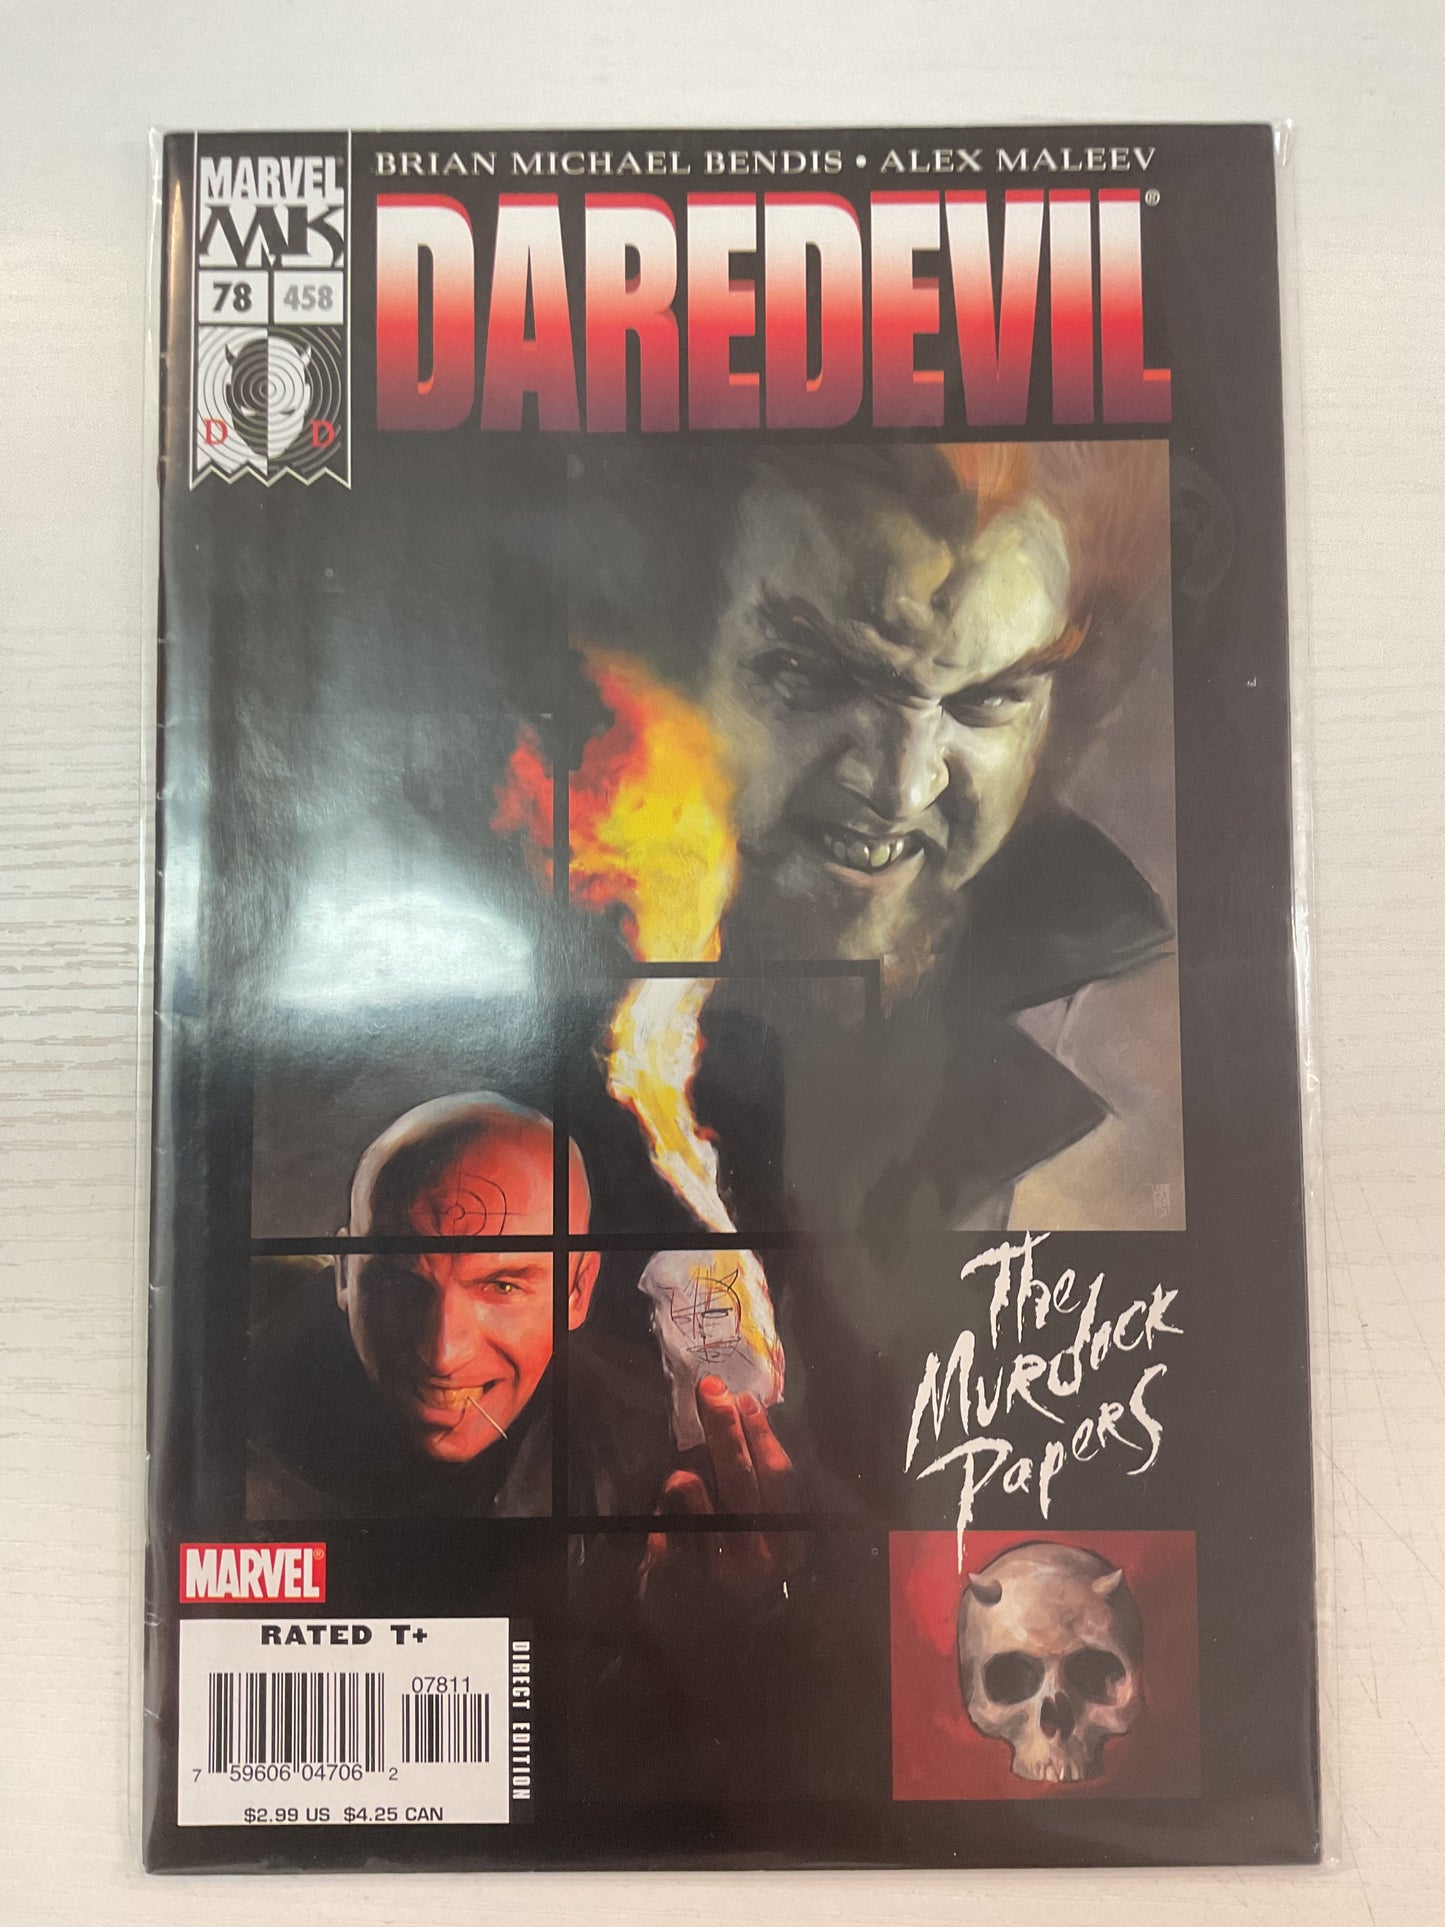 BRIAN MICHAEL BENDIS • ALEX MALEEV
MARVEL
MK
78 458
DAREDEVIL®
D D
The
Murdock
Papers
MARVEL®
RATED T+
DIRECT EDITION
07811
7 59606 04706 2
$2.99 US $4.25 CAN